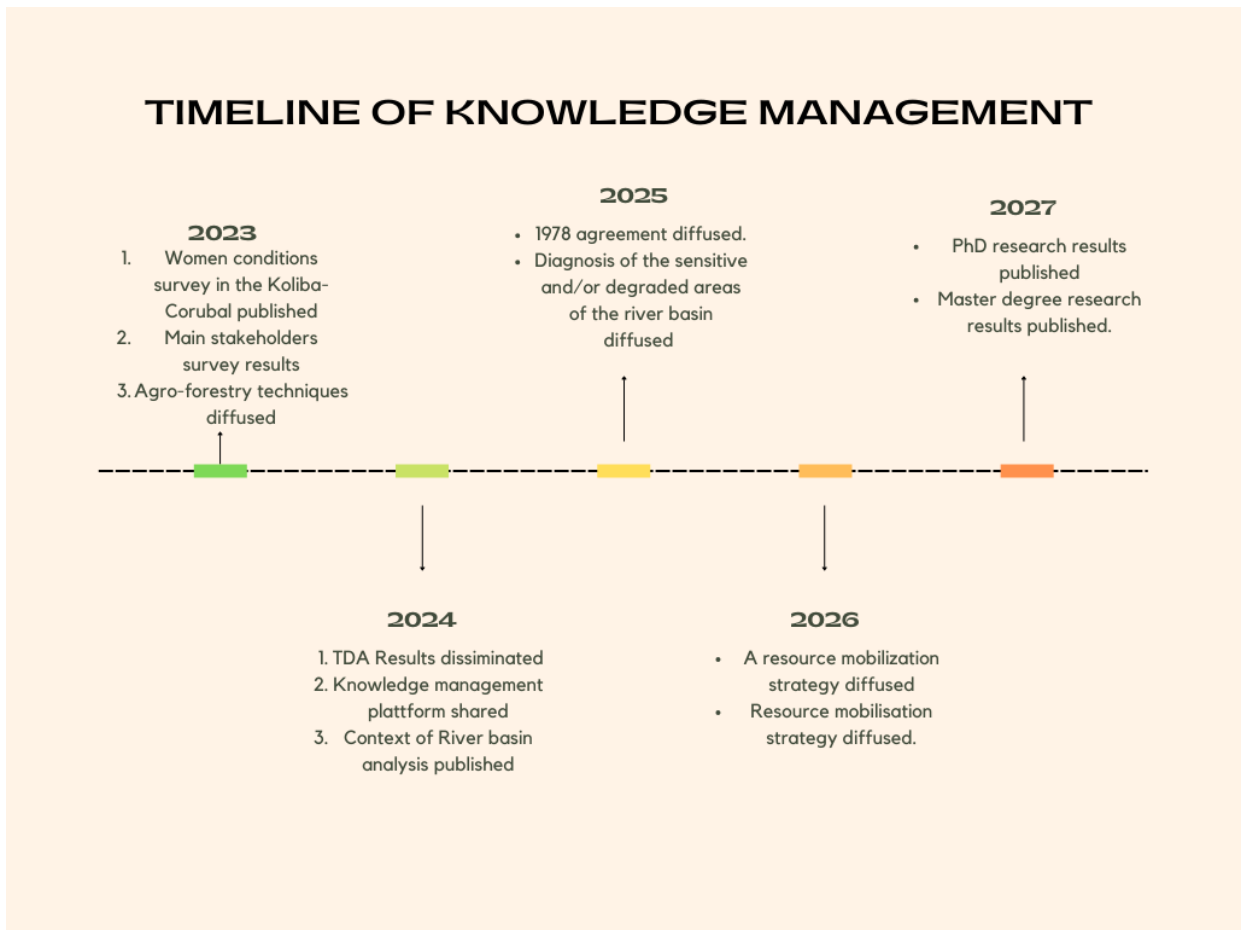 TIMELINE OF KNOWLEDGE MANAGEMENT
2023
1. Women conditions
survey in the Koliba-
Corubal published
2. Main stakeholders
survey results
3. Agro-forestry techniques
diffused
2024
1. TDA Results dissiminated
2. Knowledge management
plattform shared
3. Context of River basin
analysis published
2025
• 1978 agreement diffused.
• Diagnosis of the sensitive
and/or degraded areas
of the river basin
diffused
2026
• A resource mobilization
strategy diffused
• Resource mobilisation
strategy diffused.
2027
• PhD research results
published
• Master degree research
results published.